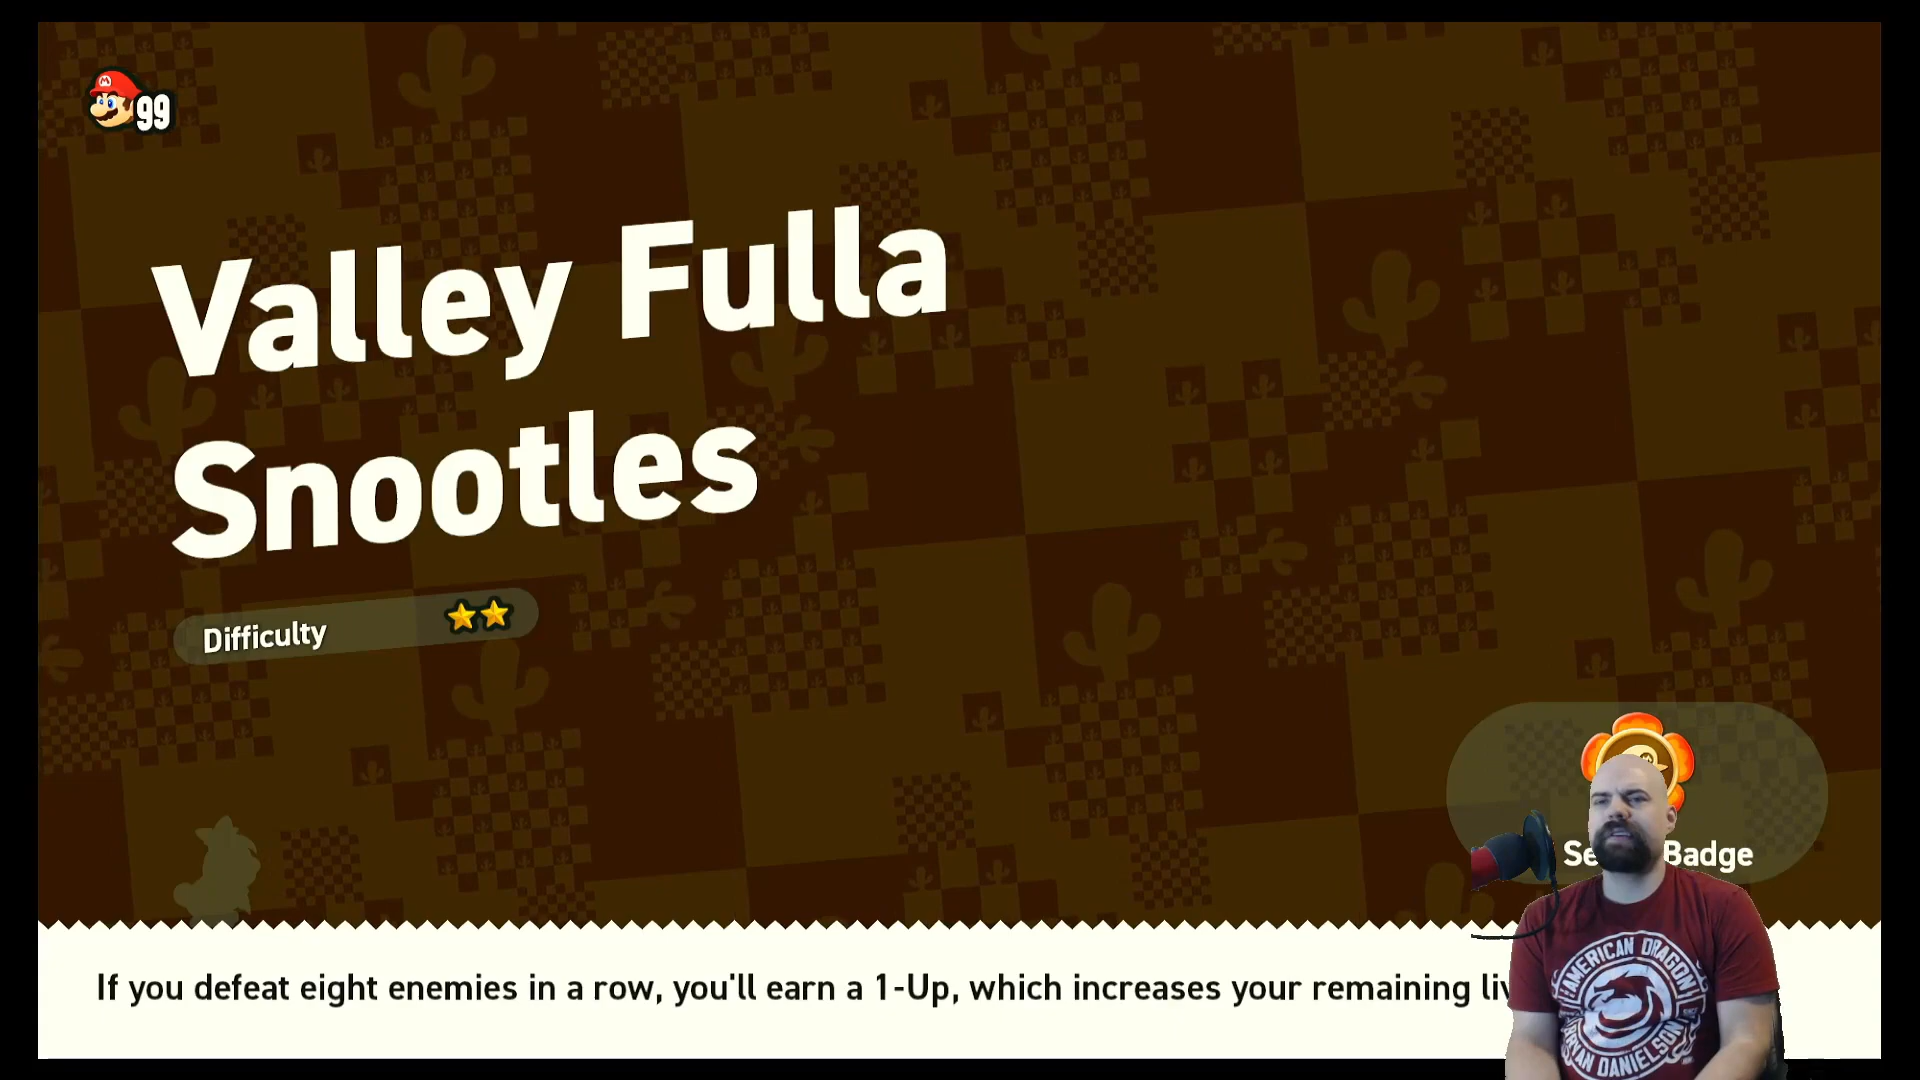 99
Valley Fulla
Snootles
Difficulty
Badge
If you defeat eight enemies in a row, you'll earn a 1-Up, which increases your remaining
AMERICAN DRAGON
BRYAN DANIELSON